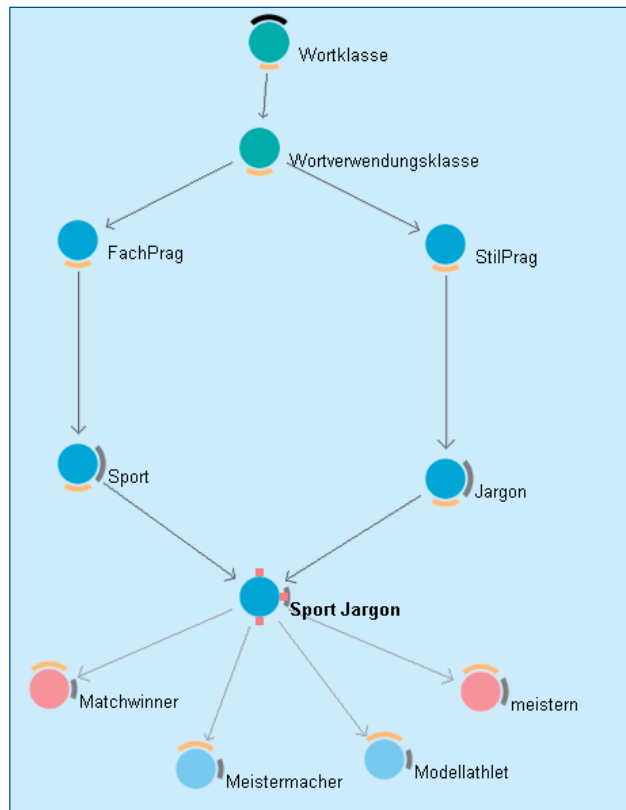 Wortklasse
Wortverwendungsklasse
FachPrag
StilPrag
Sport
Jargon
Sport Jargon
Matchwinner
meistern
Meistermacher
Modellathlet